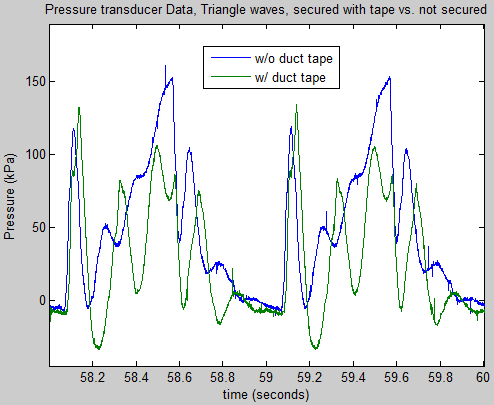 Pressure transducer Data, Triangle waves, secured with tape vs. not secured
w/o duct tape
w/ duct tape
150
100
50
0
Pressure (kPa)
58.2 58.4 58.6 58.8 59 59.2 59.4 59.6 59.8 60
time (seconds)